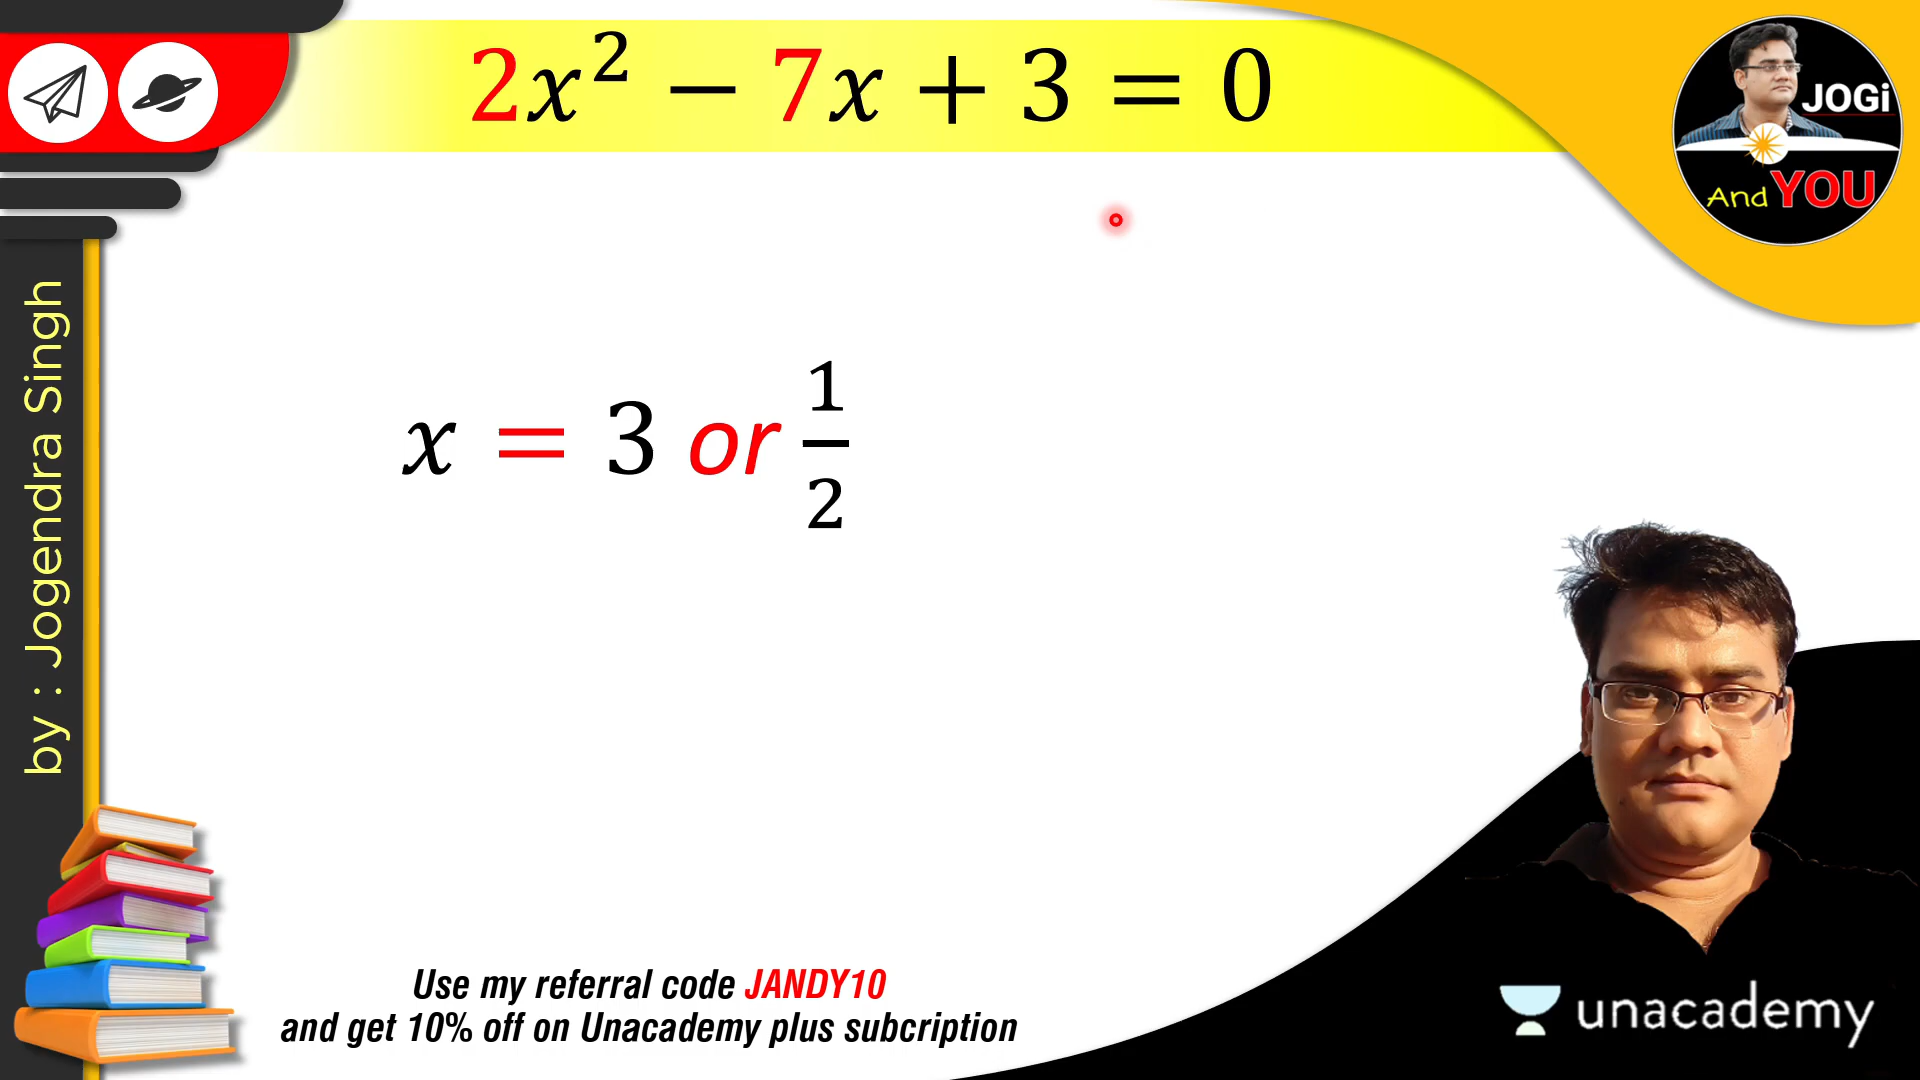 2x² − 7x + 3 = 0
JOGi
And YOU
by : Jogendra Singh
x = 3 or 1/2
Use my referral code JANDY10
and get 10% off on Unacademy plus subcription
unacademy